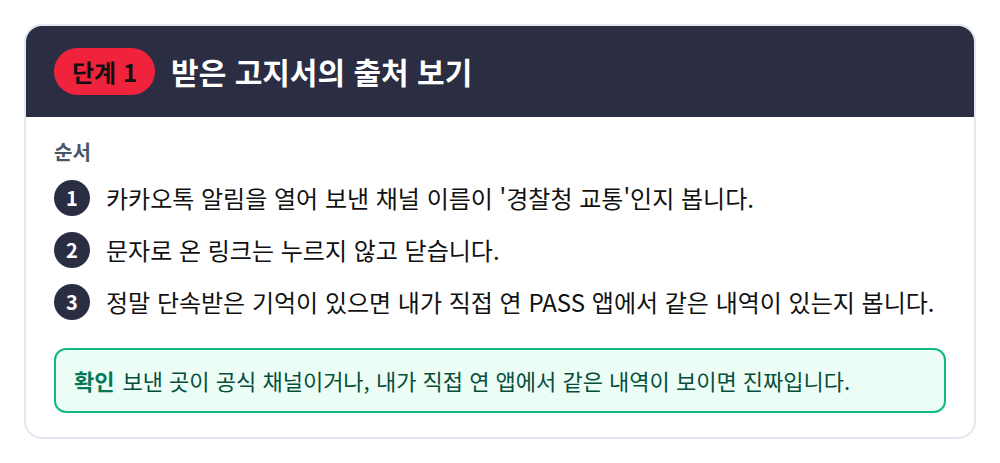 단계 1 받은 고지서의 출처 보기
순서
1 카카오톡 알림을 열어 보낸 채널 이름이 '경찰청 교통'인지 봅니다.
2 문자로 온 링크는 누르지 않고 닫습니다.
3 정말 단속받은 기억이 있으면 내가 직접 연 PASS 앱에서 같은 내역이 있는지 봅니다.
확인 보낸 곳이 공식 채널이거나, 내가 직접 연 앱에서 같은 내역이 보이면 진짜입니다.